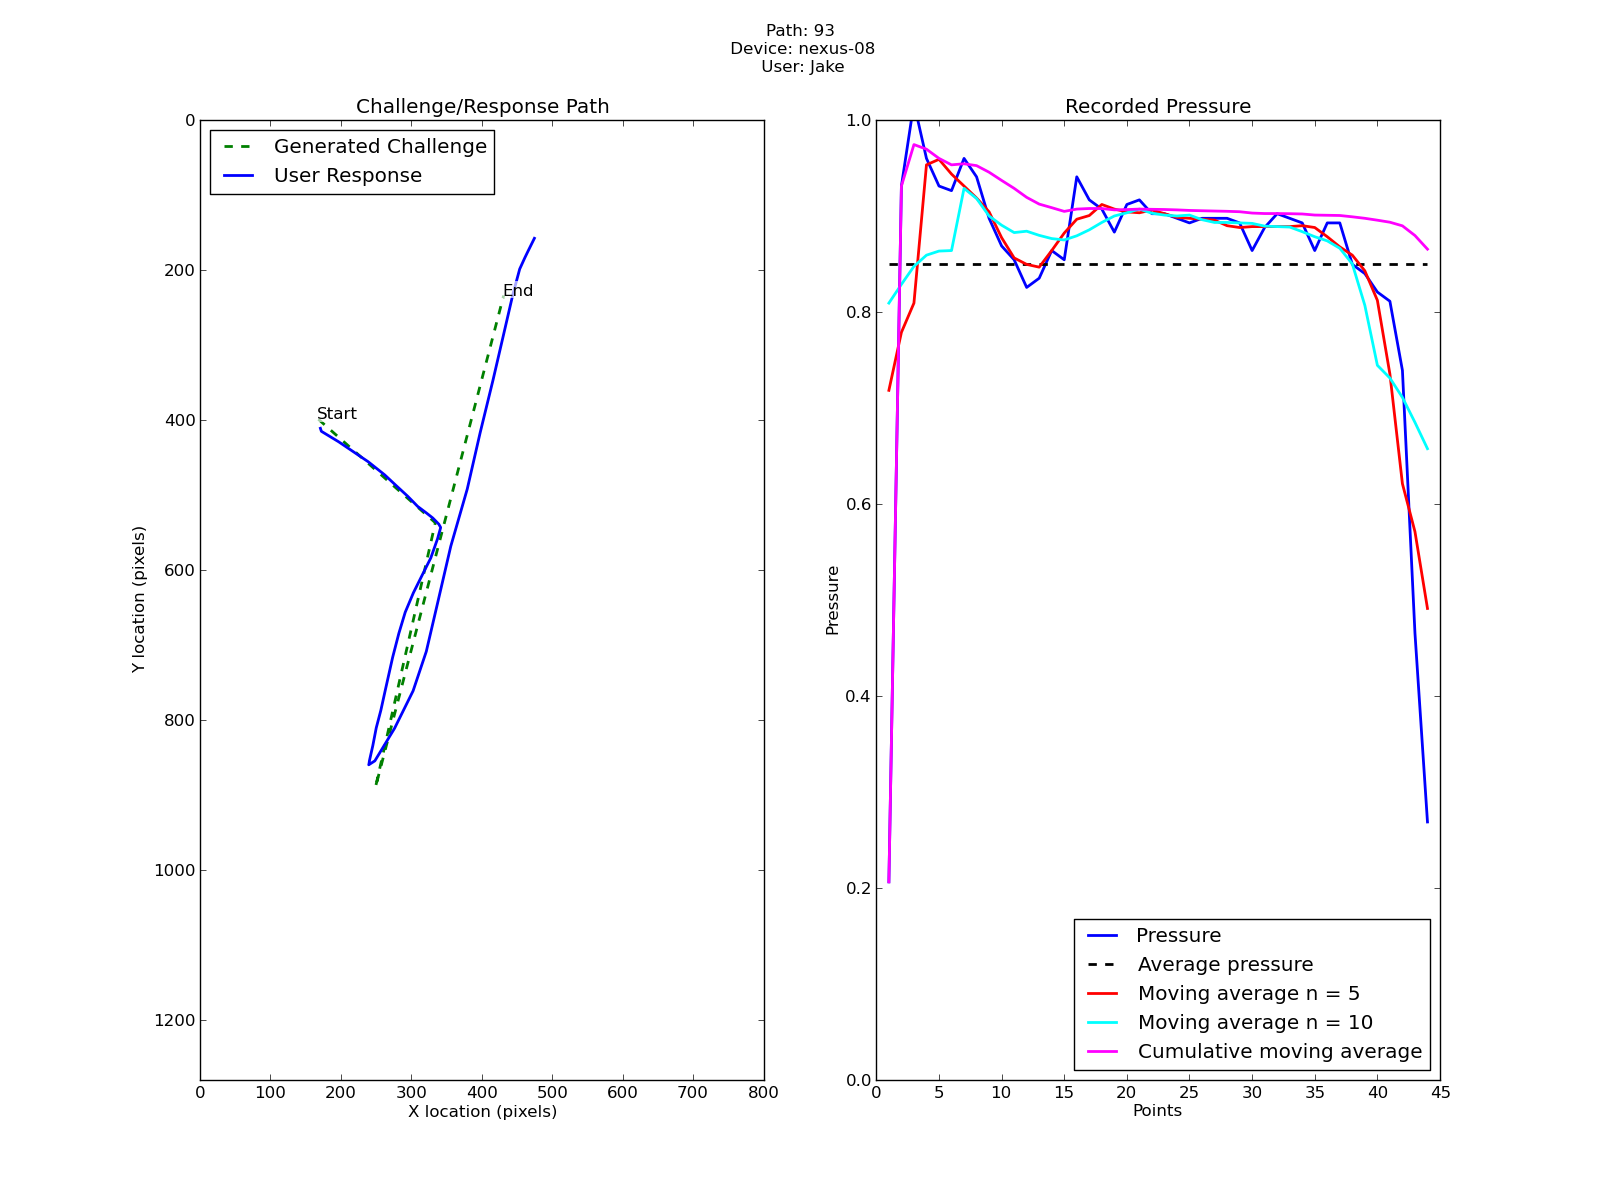 Path: 93
Device: nexus-08
User: Jake
Challenge/Response Path
Generated Challenge
User Response
Start
End
0
200
400
600
800
1000
1200
Y location (pixels)
0 100 200 300 400 500 600 700 800
X location (pixels)
Recorded Pressure
1.0
0.8
0.6
0.4
0.2
0.0
Pressure
Pressure
Average pressure
Moving average n = 5
Moving average n = 10
Cumulative moving average
0 5 10 15 20 25 30 35 40 45
Points